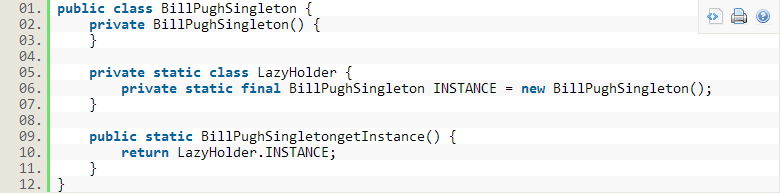 01. public class BillPughSingleton {
02.     private BillPughSingleton() {
03.     }
04.
05.     private static class LazyHolder {
06.         private static final BillPughSingleton INSTANCE = new BillPughSingleton();
07.     }
08.
09.     public static BillPughSingletongetInstance() {
10.         return LazyHolder.INSTANCE;
11.     }
12. }